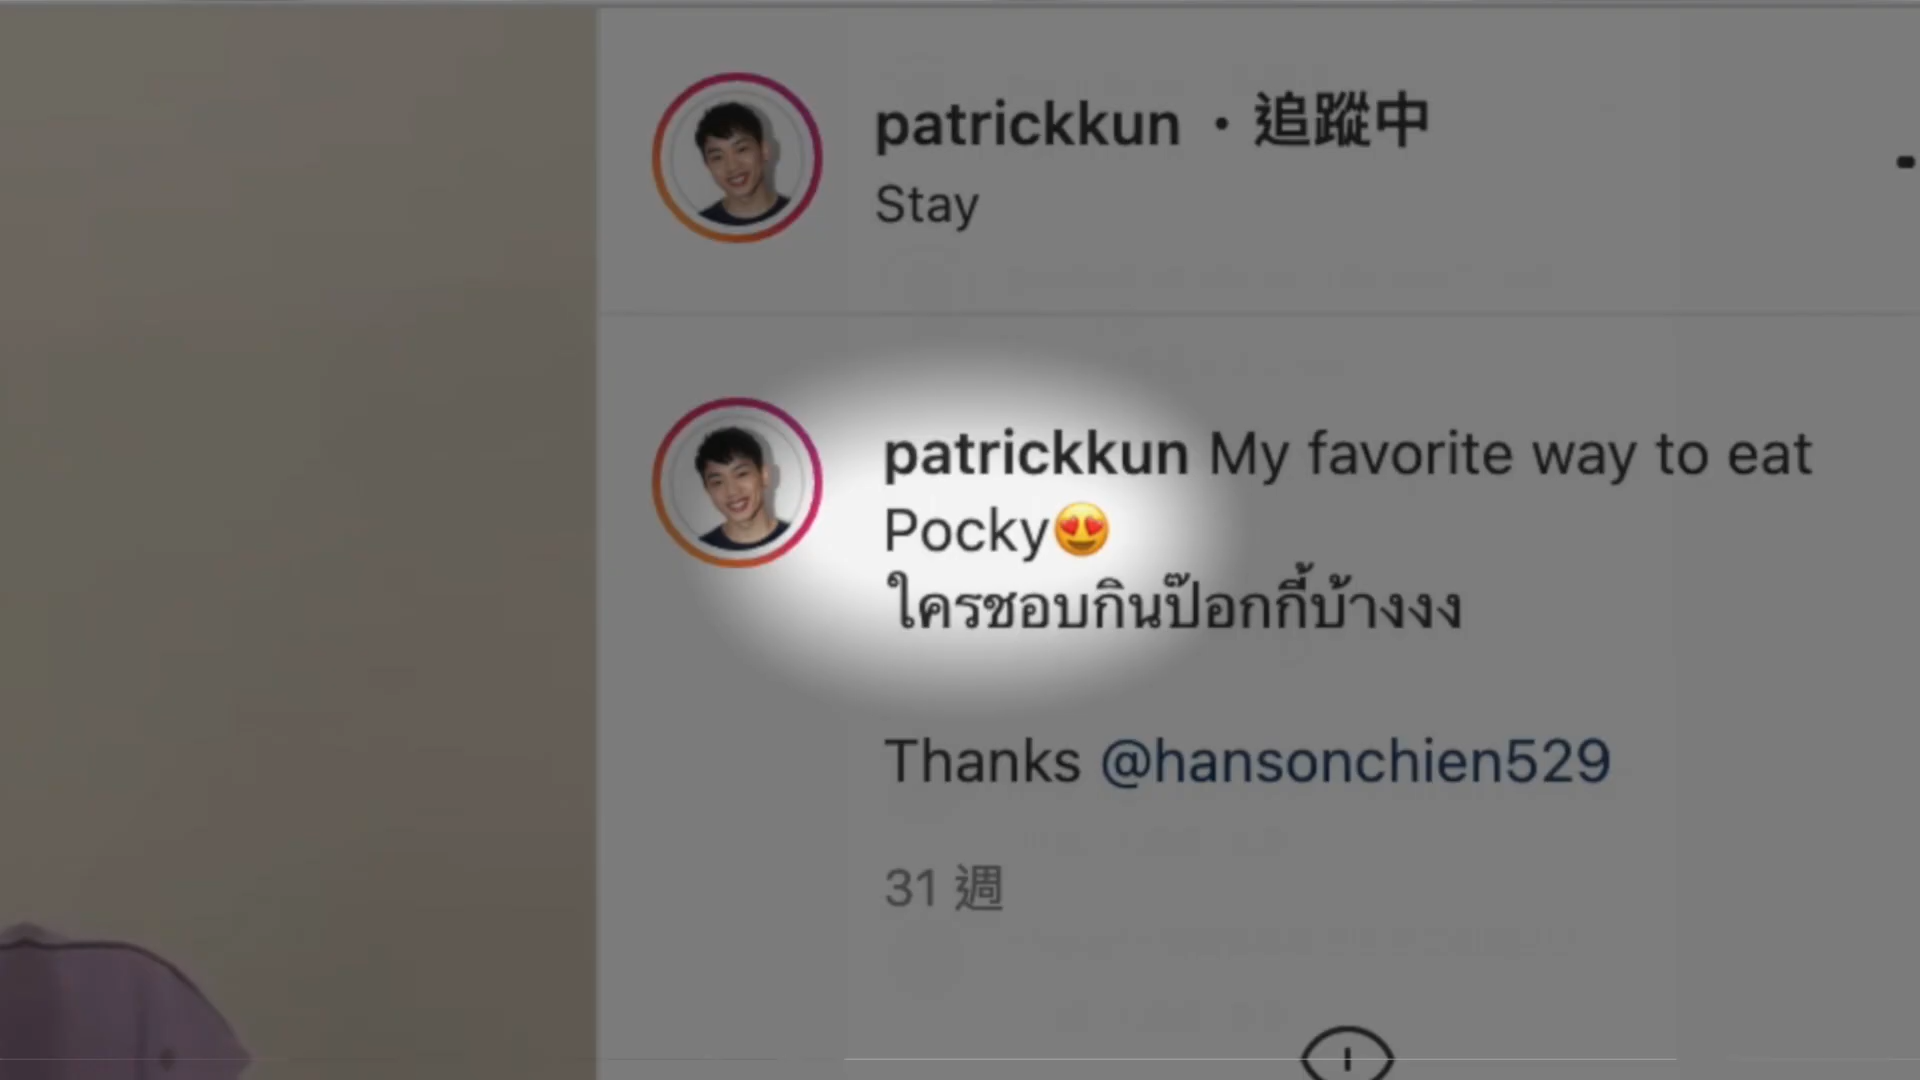 patrickkun • 追蹤中
Stay
patrickkun My favorite way to eat
Pocky😍
ใครชอบกินป๊อกกี้บ้างงง
Thanks @hansonchien529
31 週